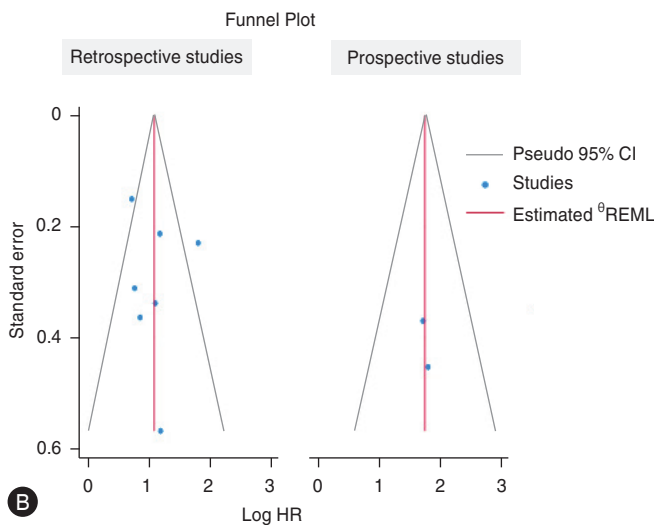 Funnel Plot
Retrospective studies
Prospective studies
0
0.2
0.4
0.6
Standard error
Pseudo 95% CI
Studies
Estimated θREML
0 1 2 3
0 1 2 3
Log HR
B